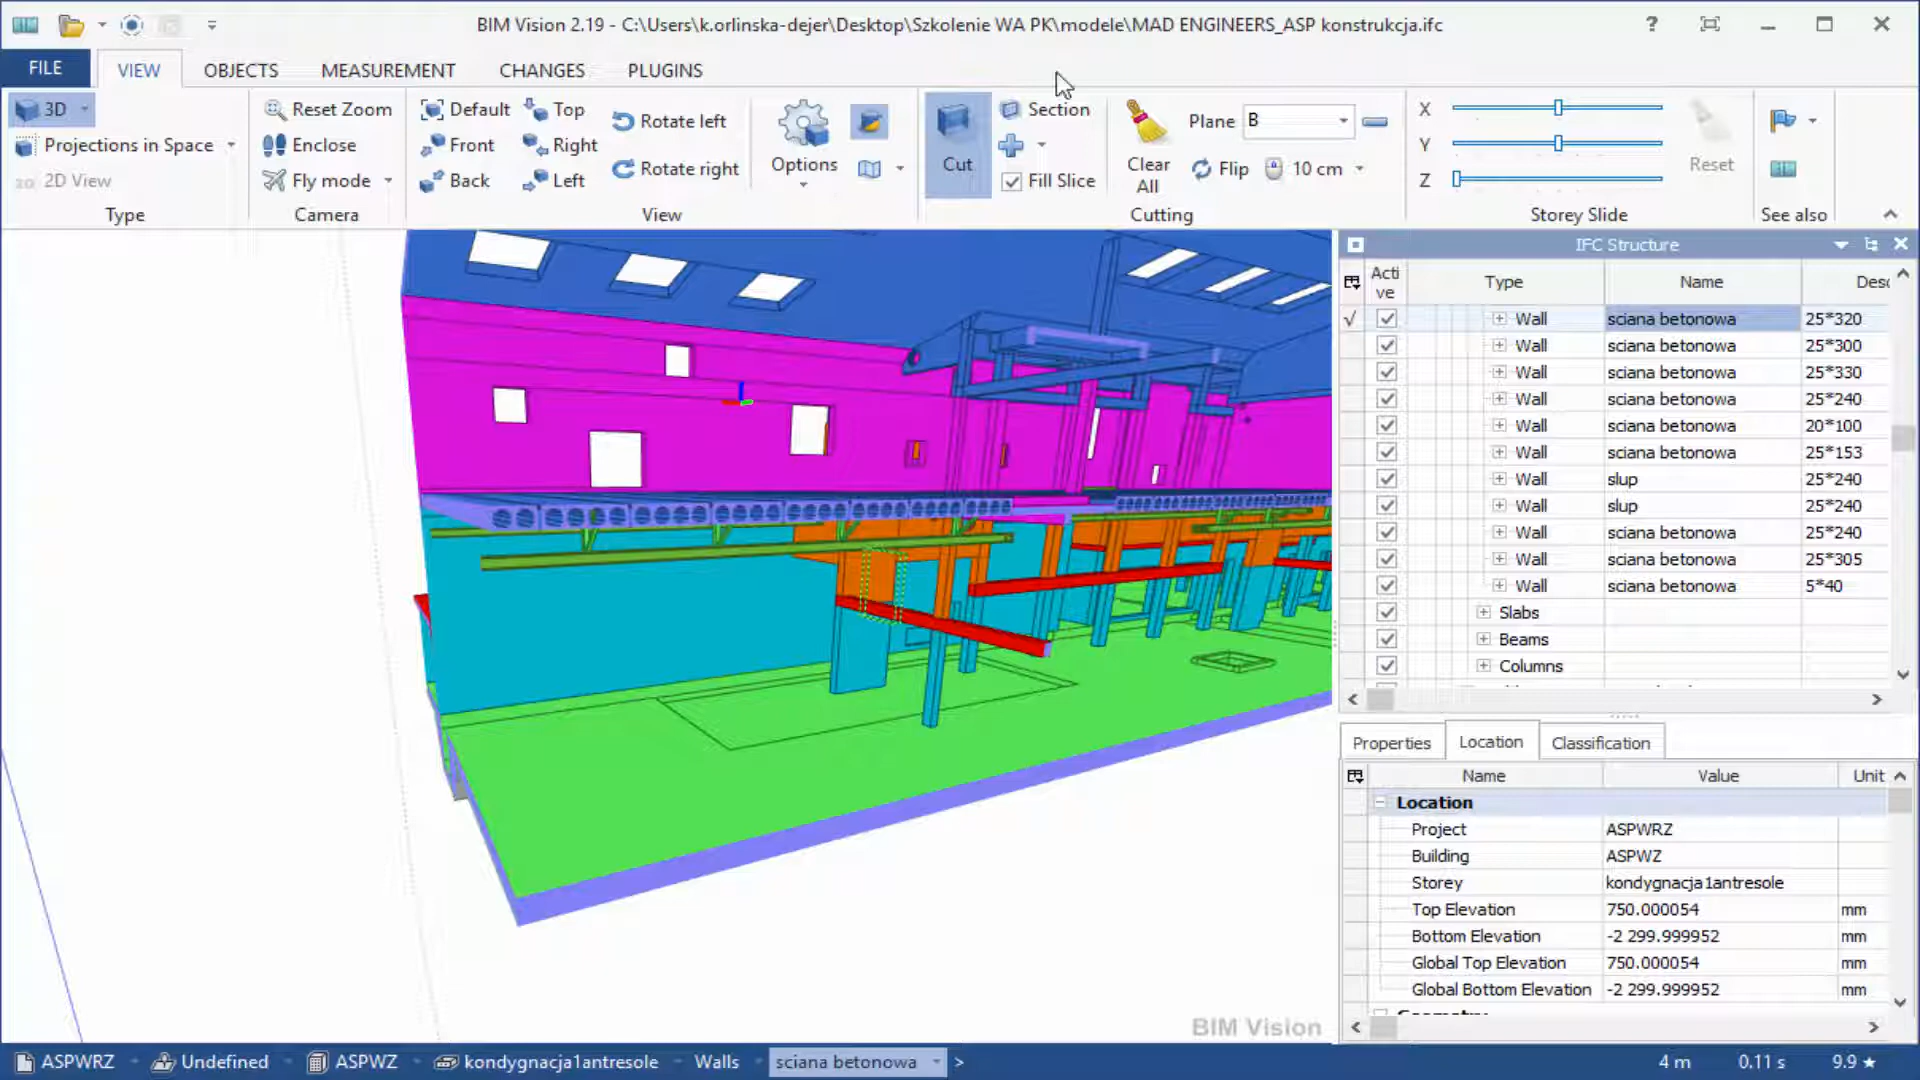 BIM Vision 2.19 - C:\Users\k.orlinska-dejer\Desktop\Szkolenie WA PK\modele\MAD ENGINEERS_ASP konstrukcja.ifc
FILE VIEW OBJECTS MEASUREMENT CHANGES PLUGINS
3D
Projections in Space
2D View
Type
Reset Zoom
Enclose
Fly mode
Camera
Default Top
Front Right
Back Left
Rotate left
Rotate right
View
Options
Cut
Section
Fill Slice
Clear All
Plane B
Flip 10 cm
Cutting
X
Y
Z
Reset
Storey Slide
See also
IFC Structure
Active Type Name Desc
Wall sciana betonowa 25*320
Wall sciana betonowa 25*300
Wall sciana betonowa 25*330
Wall sciana betonowa 25*240
Wall sciana betonowa 20*100
Wall sciana betonowa 25*153
Wall slup 25*240
Wall slup 25*240
Wall sciana betonowa 25*240
Wall sciana betonowa 25*305
Wall sciana betonowa 5*40
Slabs
Beams
Columns
Properties Location Classification
Name Value Unit
Location
Project ASPWRZ
Building ASPWZ
Storey kondygnacja1antresole
Top Elevation 750.000054 mm
Bottom Elevation -2 299.999952 mm
Global Top Elevation 750.000054 mm
Global Bottom Elevation -2 299.999952 mm
BIM Vision
ASPWRZ Undefined ASPWZ kondygnacja1antresole Walls sciana betonowa > 4 m 0.11 s 9.9 ★